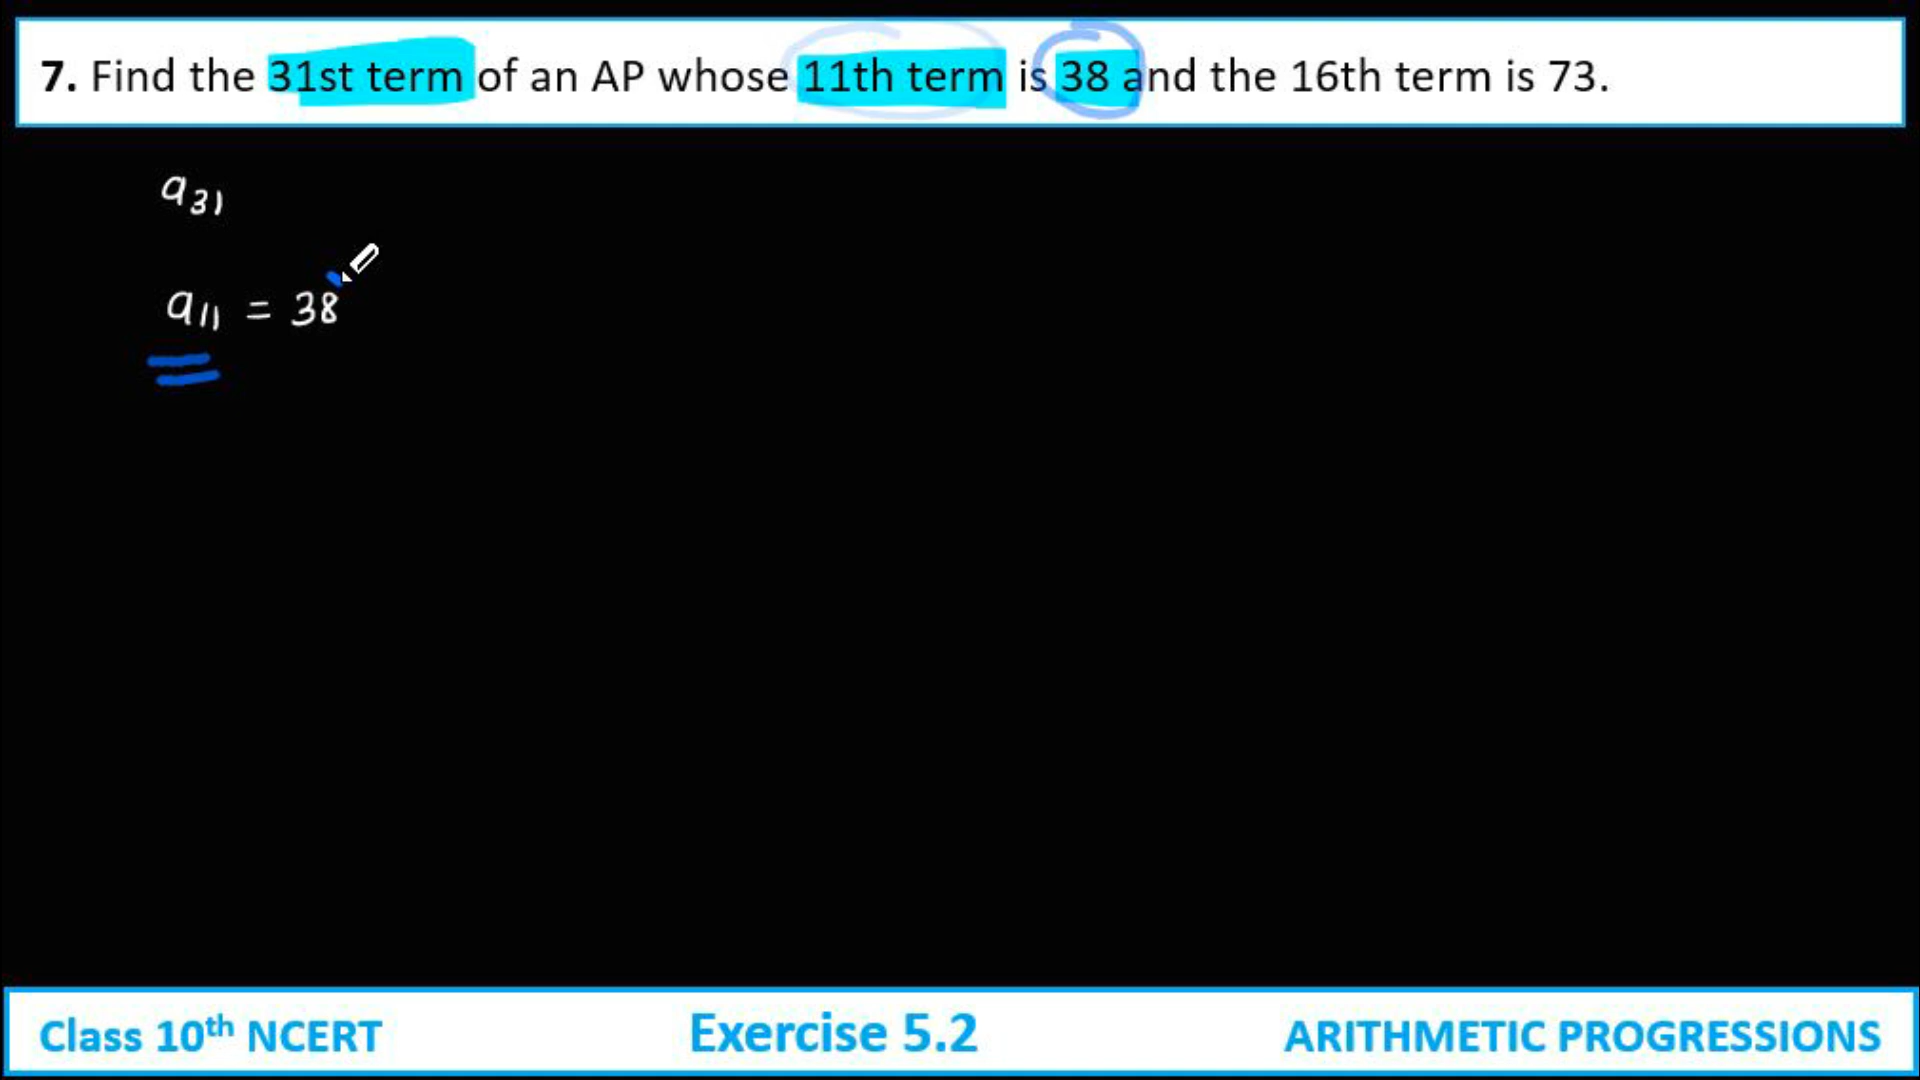 7. Find the 31st term of an AP whose 11th term is 38 and the 16th term is 73.
a₃₁
a₁₁ = 38
Class 10ᵗʰ NCERT
Exercise 5.2
ARITHMETIC PROGRESSIONS